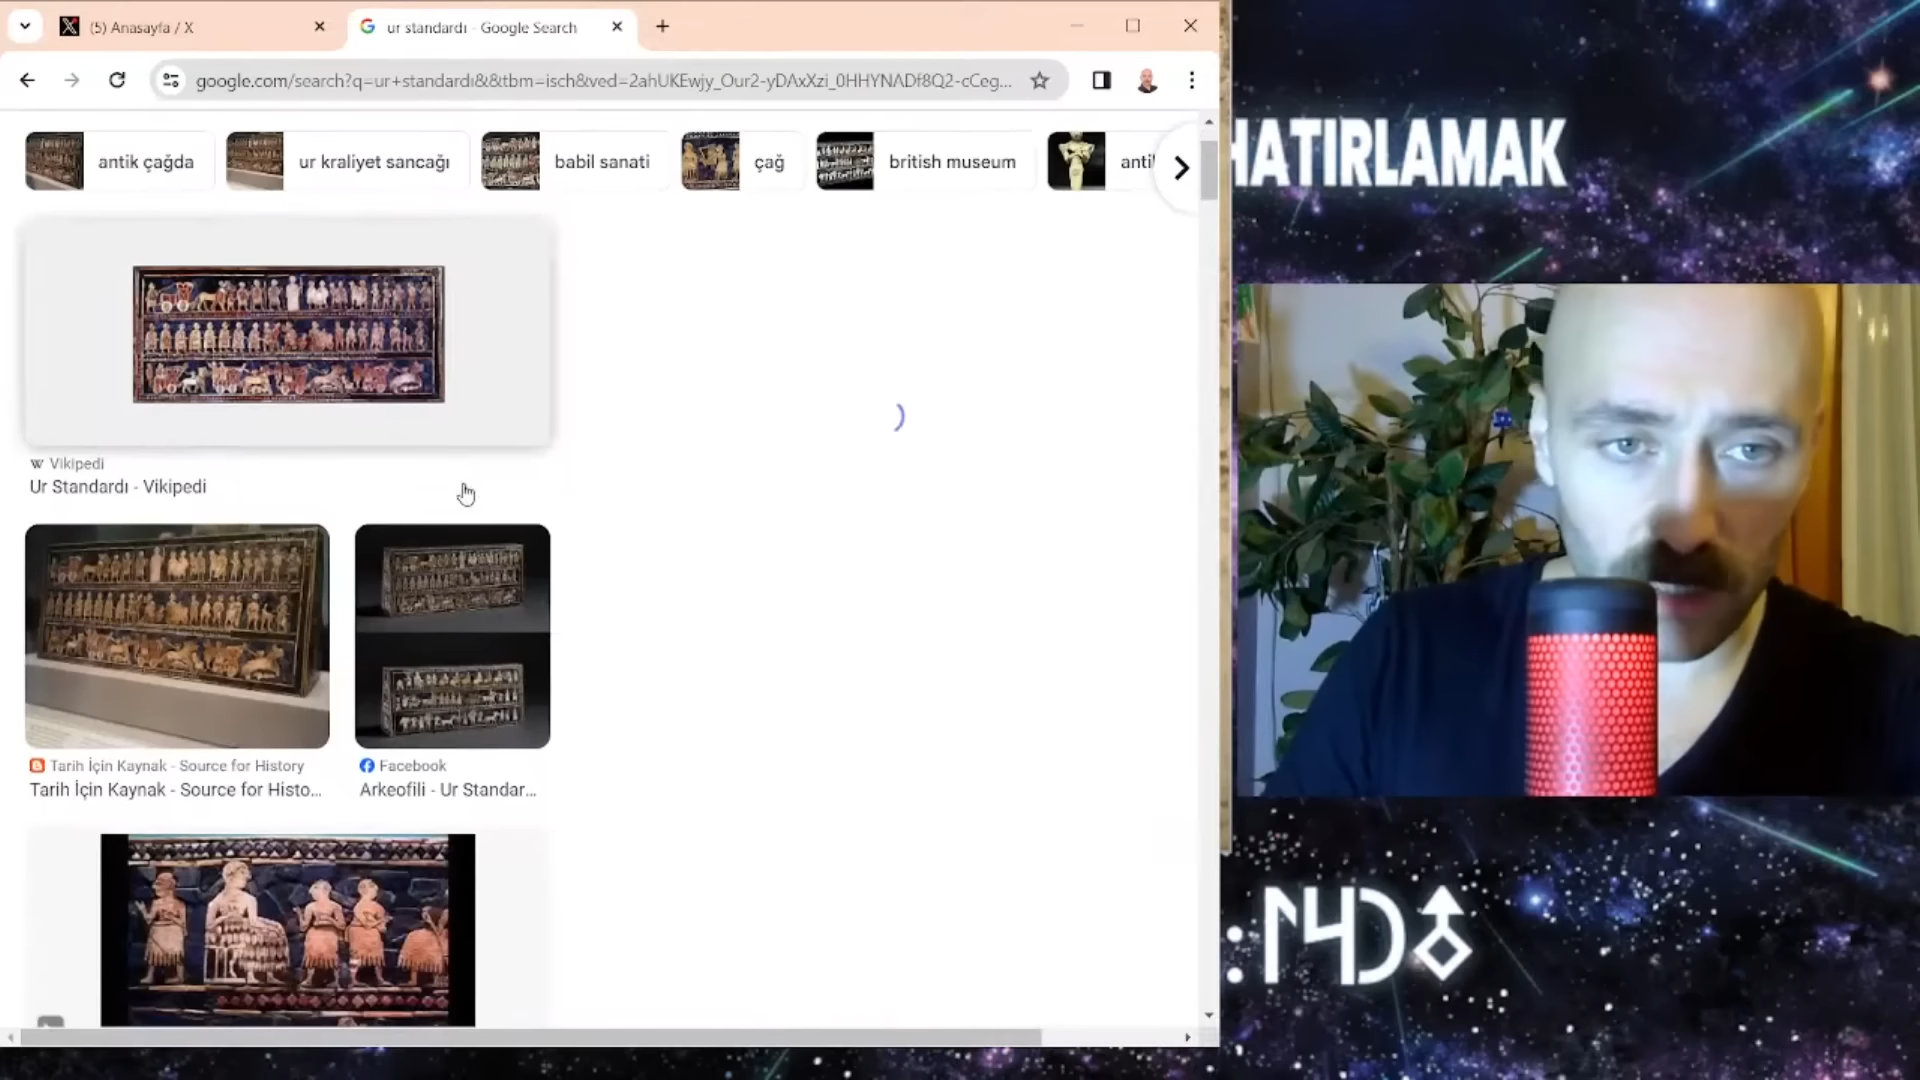 (5) Anasayfa / X
ur standardı - Google Search
google.com/search?q=ur+standardı&&tbm=isch&ved=2ahUKEwjy_Our2-yDAxXzi_0HHYNADf8Q2-cCeg...
antik çağda
ur kraliyet sancağı
babil sanati
çağ
british museum
anti
HATIRLAMAK
W Vikipedi
Ur Standardı - Vikipedi
Tarih İçin Kaynak - Source for History
Tarih İçin Kaynak - Source for Histo...
Facebook
Arkeofili - Ur Standar...